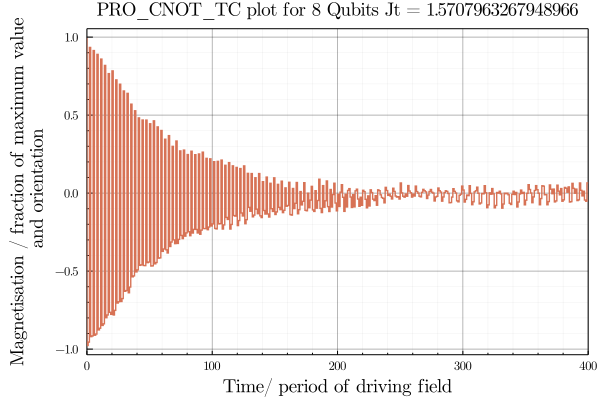 PRO_CNOT_TC plot for 8 Qubits Jt = 1.5707963267948966
Magnetisation / fraction of maximum value
and orientation
1.0
0.5
0.0
−0.5
−1.0
0 100 200 300 400
Time/ period of driving field